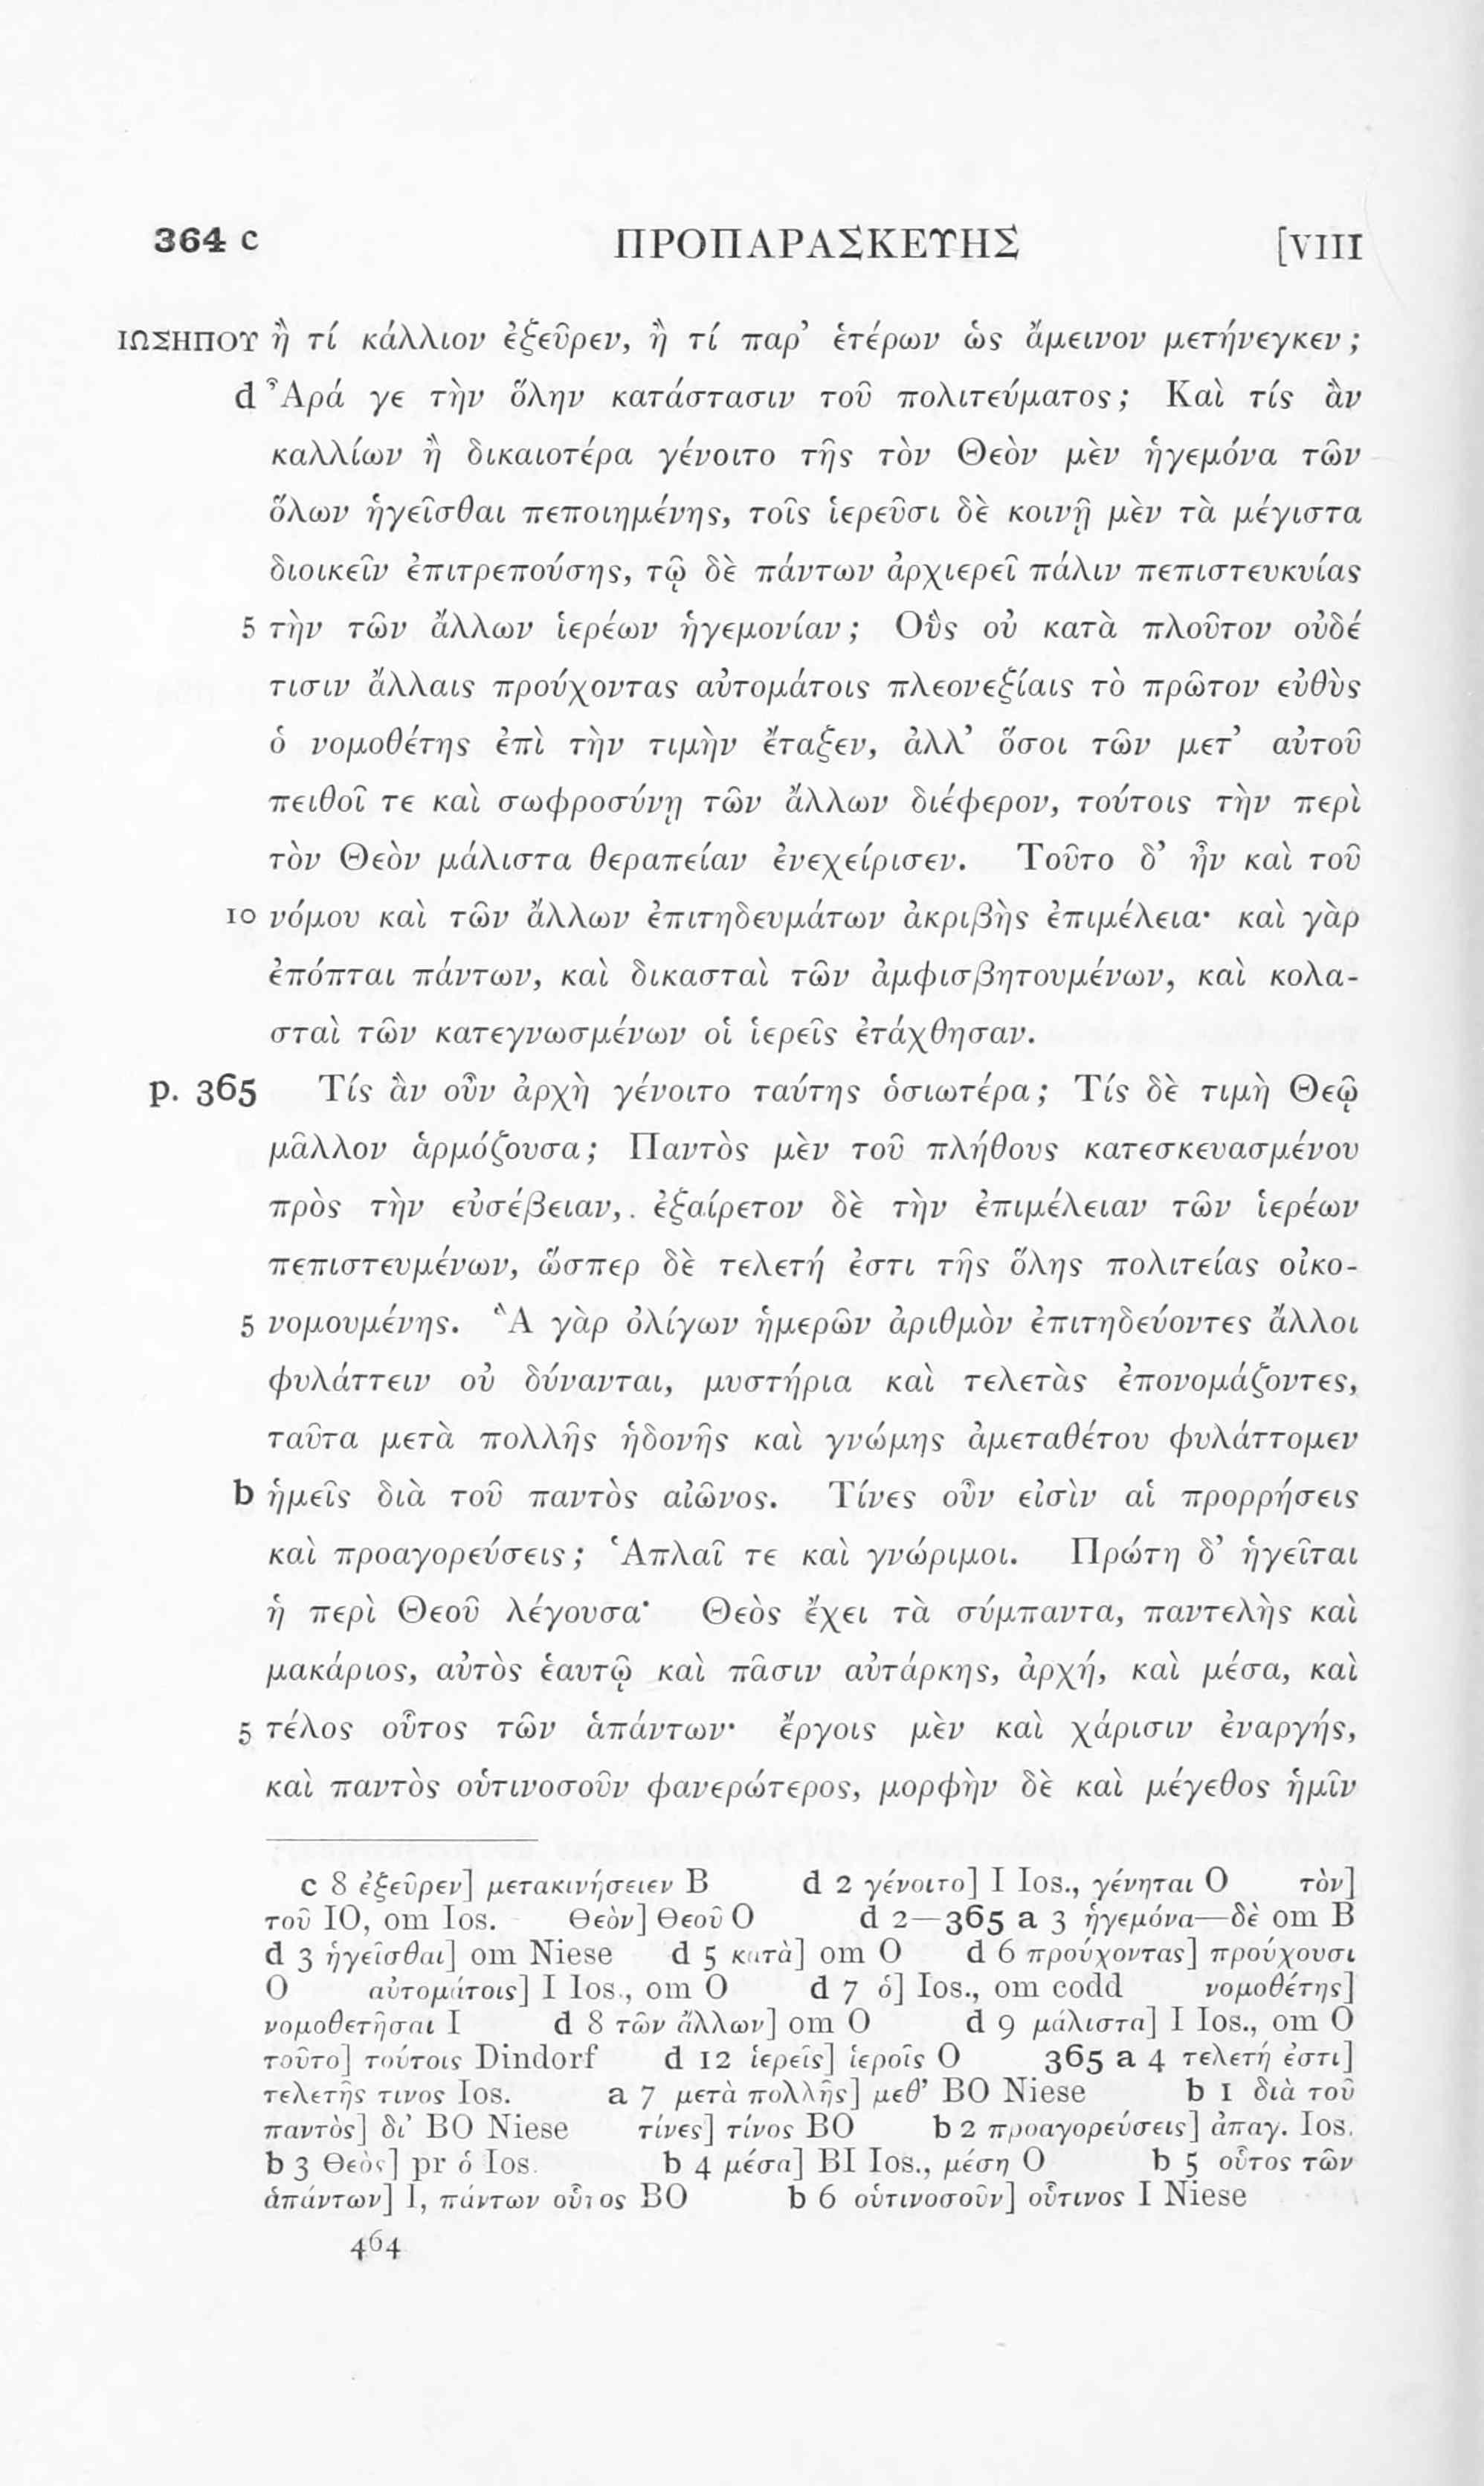 364 c ΠΡΟΠΑΡΑΣΚΕΥΗΣ [VIII
ΙΩΣΗΠΟΥ ἢ τί κάλλιον ἐξεῦρεν, ἢ τί παρ’ ἑτέρων ὡς ἄμεινον μετήνεγκεν;
d Ἆρά γε τὴν ὅλην κατάστασιν τοῦ πολιτεύματος; Καὶ τίς ἂν
καλλίων ἢ δικαιοτέρα γένοιτο τῆς τὸν Θεὸν μὲν ἡγεμόνα τῶν
ὅλων ἡγεῖσθαι πεποιημένης, τοῖς ἱερεῦσι δὲ κοινῇ μὲν τὰ μέγιστα
διοικεῖν ἐπιτρεπούσης, τῷ δὲ πάντων ἀρχιερεῖ πάλιν πεπιστευκυίας
5 τὴν τῶν ἄλλων ἱερέων ἡγεμονίαν; Οὓς οὐ κατὰ πλοῦτον οὐδέ
τισιν ἄλλαις προύχοντας αὐτομάτοις πλεονεξίαις τὸ πρῶτον εὐθὺς
ὁ νομοθέτης ἐπὶ τὴν τιμὴν ἔταξεν, ἀλλ’ ὅσοι τῶν μετ’ αὐτοῦ
πειθοῖ τε καὶ σωφροσύνῃ τῶν ἄλλων διέφερον, τούτοις τὴν περὶ
τὸν Θεὸν μάλιστα θεραπείαν ἐνεχείρισεν. Τοῦτο δ’ ἦν καὶ τοῦ
10 νόμου καὶ τῶν ἄλλων ἐπιτηδευμάτων ἀκριβὴς ἐπιμέλεια· καὶ γὰρ
ἐπόπται πάντων, καὶ δικασταὶ τῶν ἀμφισβητουμένων, καὶ κολα-
σταὶ τῶν κατεγνωσμένων οἱ ἱερεῖς ἐτάχθησαν.
p. 365 Τίς ἂν οὖν ἀρχὴ γένοιτο ταύτης ὁσιωτέρα; Τίς δὲ τιμὴ Θεῷ
μᾶλλον ἁρμόζουσα; Παντὸς μὲν τοῦ πλήθους κατεσκευασμένου
πρὸς τὴν εὐσέβειαν,. ἐξαίρετον δὲ τὴν ἐπιμέλειαν τῶν ἱερέων
πεπιστευμένων, ὥσπερ δὲ τελετή ἐστι τῆς ὅλης πολιτείας οἰκο-
5 νομουμένης. Ἃ γὰρ ὀλίγων ἡμερῶν ἀριθμὸν ἐπιτηδεύοντες ἄλλοι
φυλάττειν οὐ δύνανται, μυστήρια καὶ τελετὰς ἐπονομάζοντες,
ταῦτα μετὰ πολλῆς ἡδονῆς καὶ γνώμης ἀμεταθέτου φυλάττομεν
b ἡμεῖς διὰ τοῦ παντὸς αἰῶνος. Τίνες οὖν εἰσὶν αἱ προρρήσεις
καὶ προαγορεύσεις; Ἁπλαῖ τε καὶ γνώριμοι. Πρώτη δ’ ἡγεῖται
ἡ περὶ Θεοῦ λέγουσα· Θεὸς ἔχει τὰ σύμπαντα, παντελὴς καὶ
μακάριος, αὐτὸς ἑαυτῷ καὶ πᾶσιν αὐτάρκης, ἀρχή, καὶ μέσα, καὶ
5 τέλος οὗτος τῶν ἁπάντων· ἔργοις μὲν καὶ χάρισιν ἐναργής,
καὶ παντὸς οὑτινοσοῦν φανερώτερος, μορφὴν δὲ καὶ μέγεθος ἡμῖν
c 8 ἐξεῦρεν] μετακινήσειεν B d 2 γένοιτο] I Ios., γένηται O τὸν]
τοῦ IO, om Ios. Θεὸν] Θεοῦ O d 2—365 a 3 ἡγεμόνα—δὲ om B
d 3 ἡγεῖσθαι] om Niese d 5 κατὰ] om O d 6 προύχοντας] προύχουσι
O αὐτομάτοις] I Ios., om O d 7 ὁ] Ios., om codd νομοθέτης]
νομοθετῆσαι I d 8 τῶν ἄλλων] om O d 9 μάλιστα] I Ios., om O
τοῦτο] τούτοις Dindorf d 12 ἱερεῖς] ἱεροῖς O 365 a 4 τελετή ἐστι]
τελετῆς τινος Ios. a 7 μετὰ πολλῆς] μεθ’ BO Niese b 1 διὰ τοῦ
παντὸς] δι’ BO Niese τίνες] τίνος BO b 2 προαγορεύσεις] ἀπαγ. Ios.
b 3 Θεὸς] pr ὁ Ios. b 4 μέσα] BI Ios., μέση O b 5 οὗτος τῶν
ἁπάντων] I, πάντων οὗτος BO b 6 οὑτινοσοῦν] οὗτινος I Niese
464